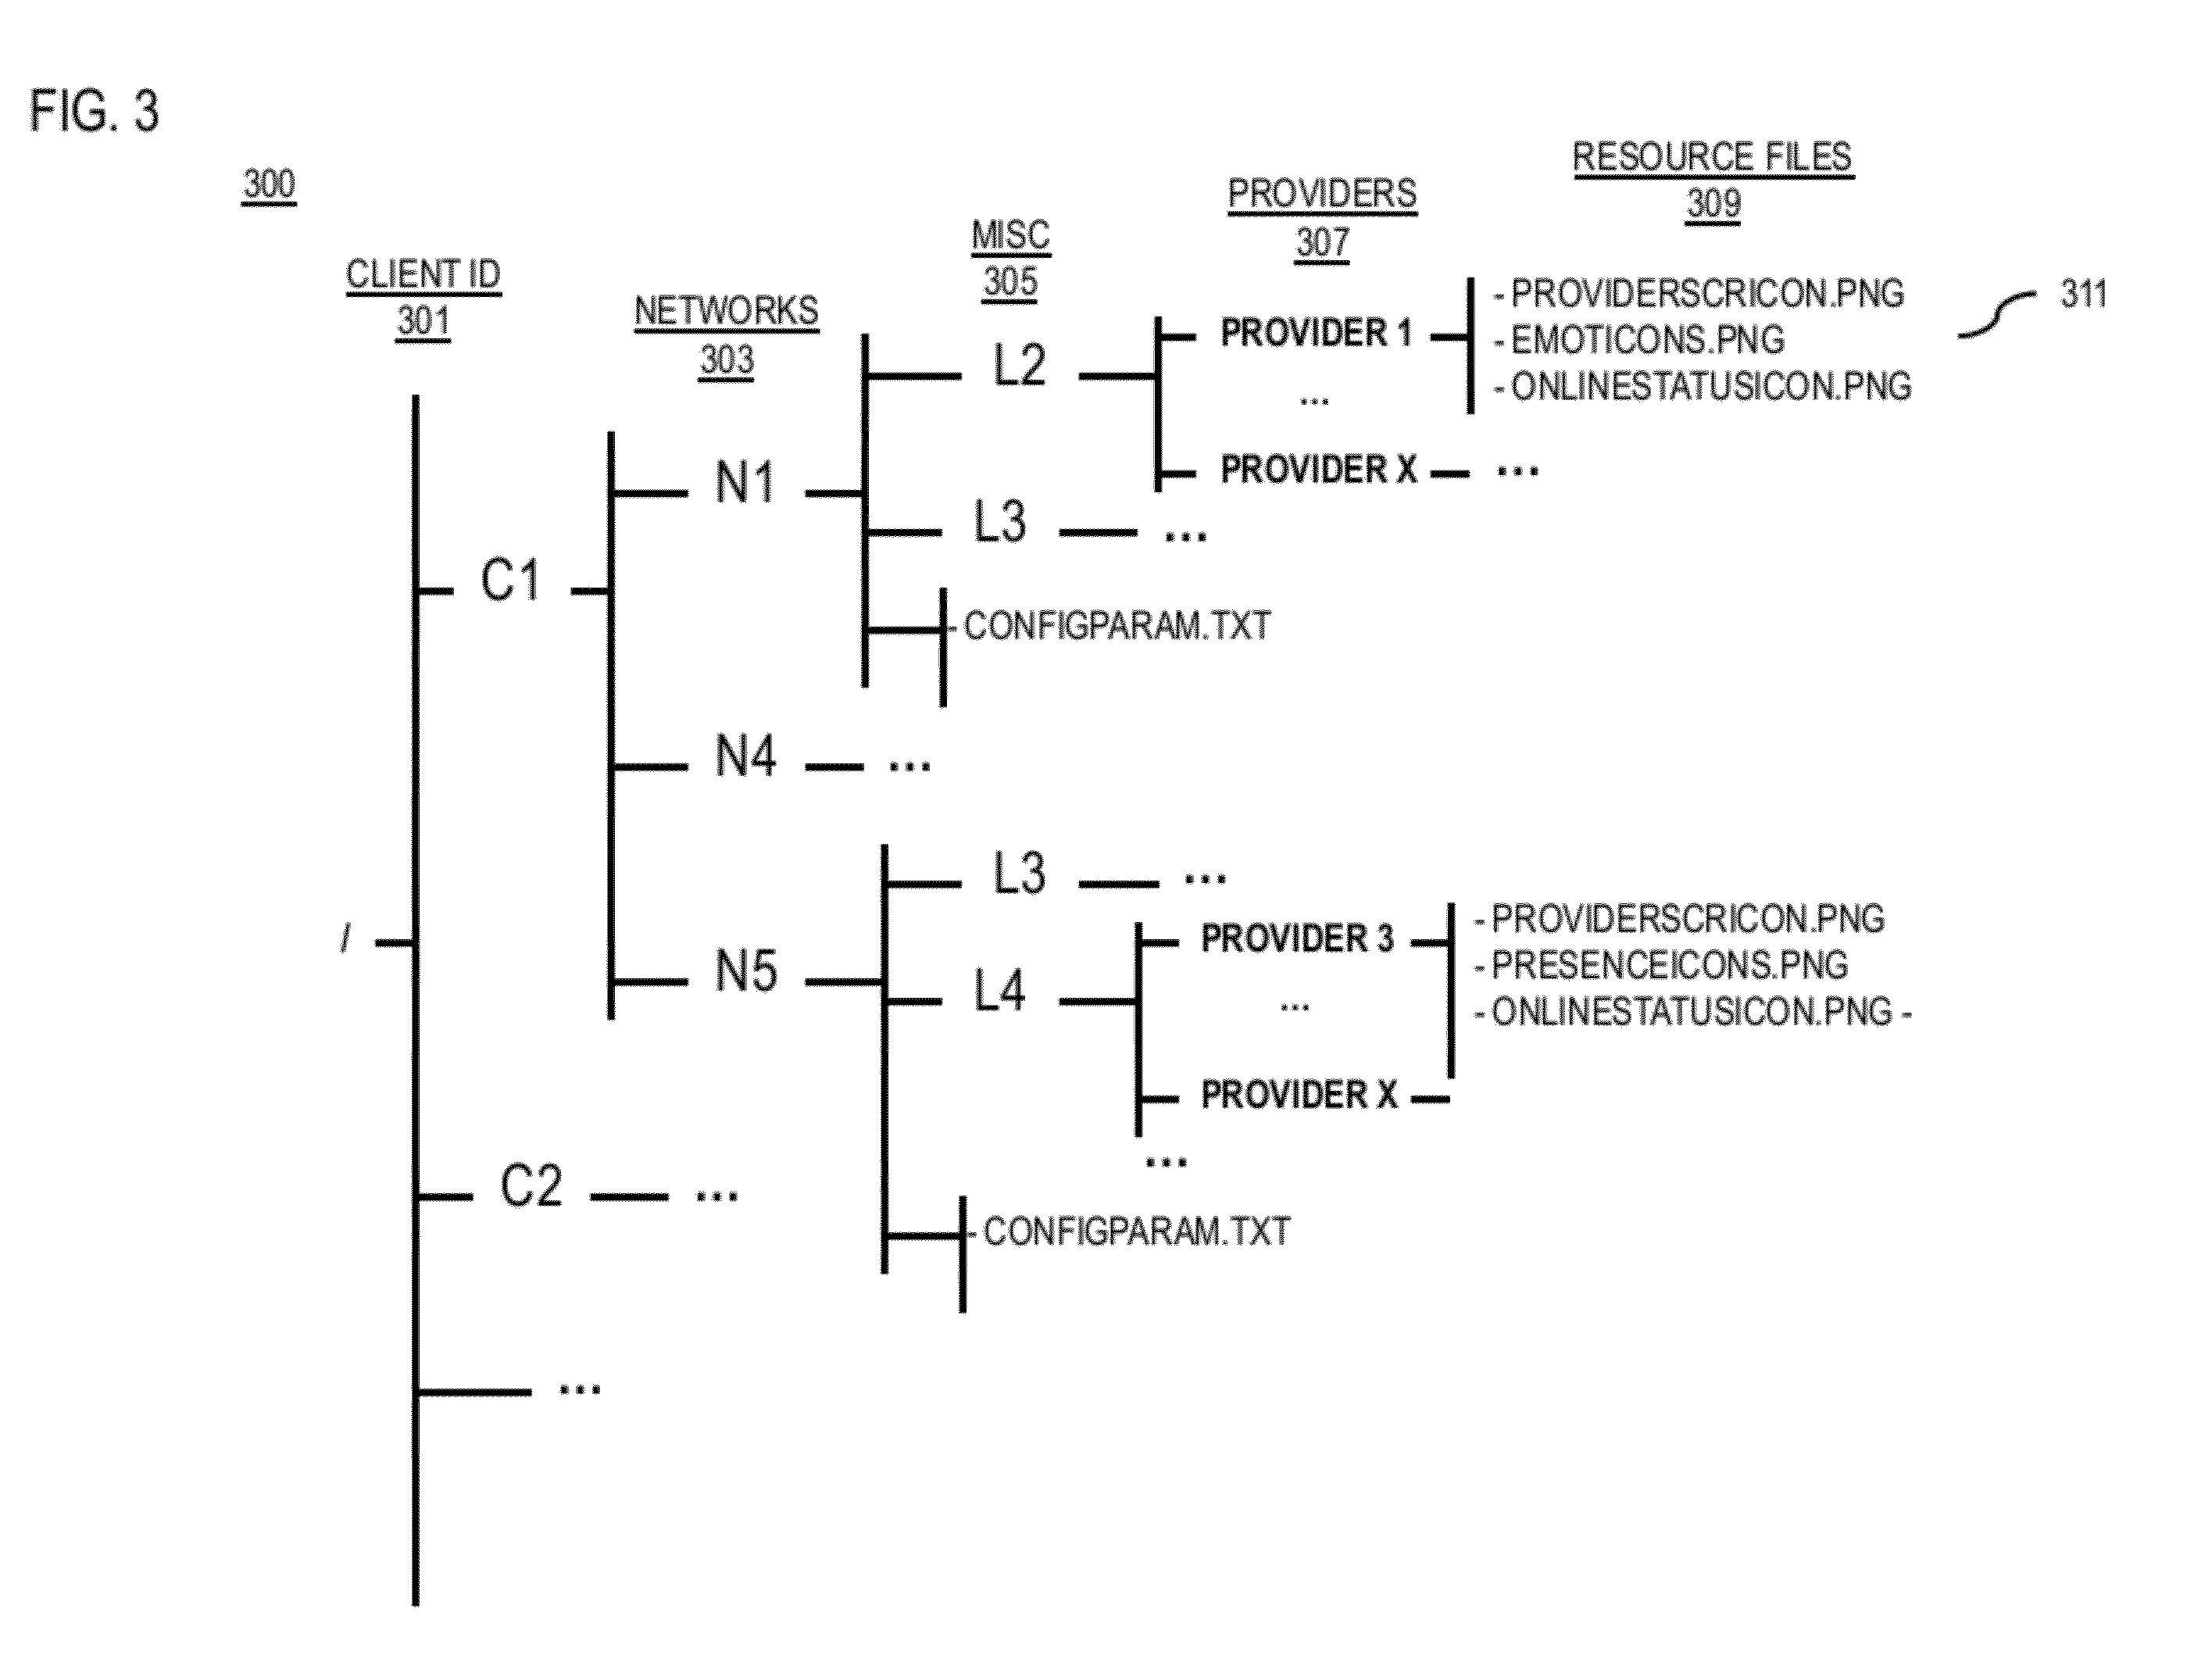 FIG. 3
300
CLIENT ID
301
NETWORKS
303
MISC
305
PROVIDERS
307
RESOURCE FILES
309
/
C1
N1
L2
PROVIDER 1
- PROVIDERSCRICON.PNG
- EMOTICONS.PNG
- ONLINESTATUSICON.PNG
311
...
PROVIDER X
...
L3
...
- CONFIGPARAM.TXT
N4
...
N5
L3
...
L4
PROVIDER 3
- PROVIDERSCRICON.PNG
- PRESENCEICONS.PNG
- ONLINESTATUSICON.PNG -
...
PROVIDER X
...
- CONFIGPARAM.TXT
C2
...
...